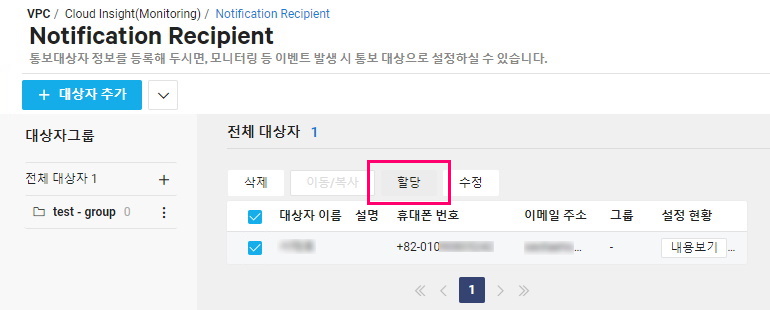 VPC / Cloud Insight(Monitoring) / Notification Recipient
Notification Recipient
통보대상자 정보를 등록해 두시면, 모니터링 등 이벤트 발생 시 통보 대상으로 설정하실 수 있습니다.
+ 대상자 추가
대상자그룹
전체 대상자 1 +
test - group 0
전체 대상자 1
삭제 이동/복사 할당 수정
대상자 이름 설명 휴대폰 번호 이메일 주소 그룹 설정 현황
+82-010 ... - 내용보기 ...
1